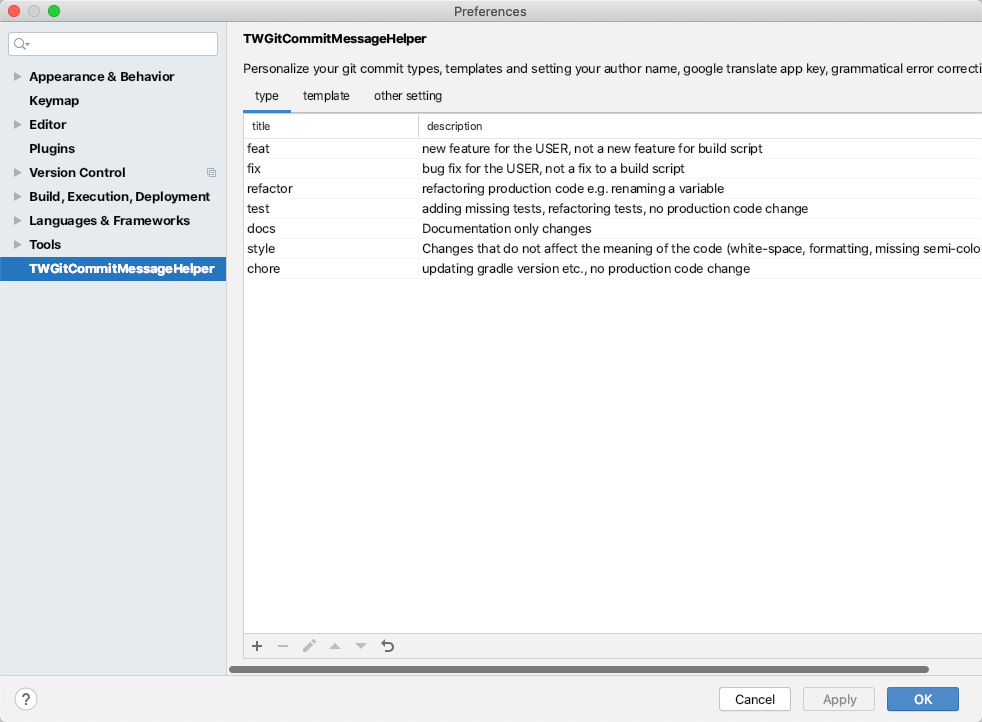 Preferences
Appearance & Behavior
Keymap
Editor
Plugins
Version Control
Build, Execution, Deployment
Languages & Frameworks
Tools
TWGitCommitMessageHelper
TWGitCommitMessageHelper
Personalize your git commit types, templates and setting your author name, google translate app key, grammatical error correcti
type template other setting
title description
feat new feature for the USER, not a new feature for build script
fix bug fix for the USER, not a fix to a build script
refactor refactoring production code e.g. renaming a variable
test adding missing tests, refactoring tests, no production code change
docs Documentation only changes
style Changes that do not affect the meaning of the code (white-space, formatting, missing semi-colo
chore updating gradle version etc., no production code change
? Cancel Apply OK